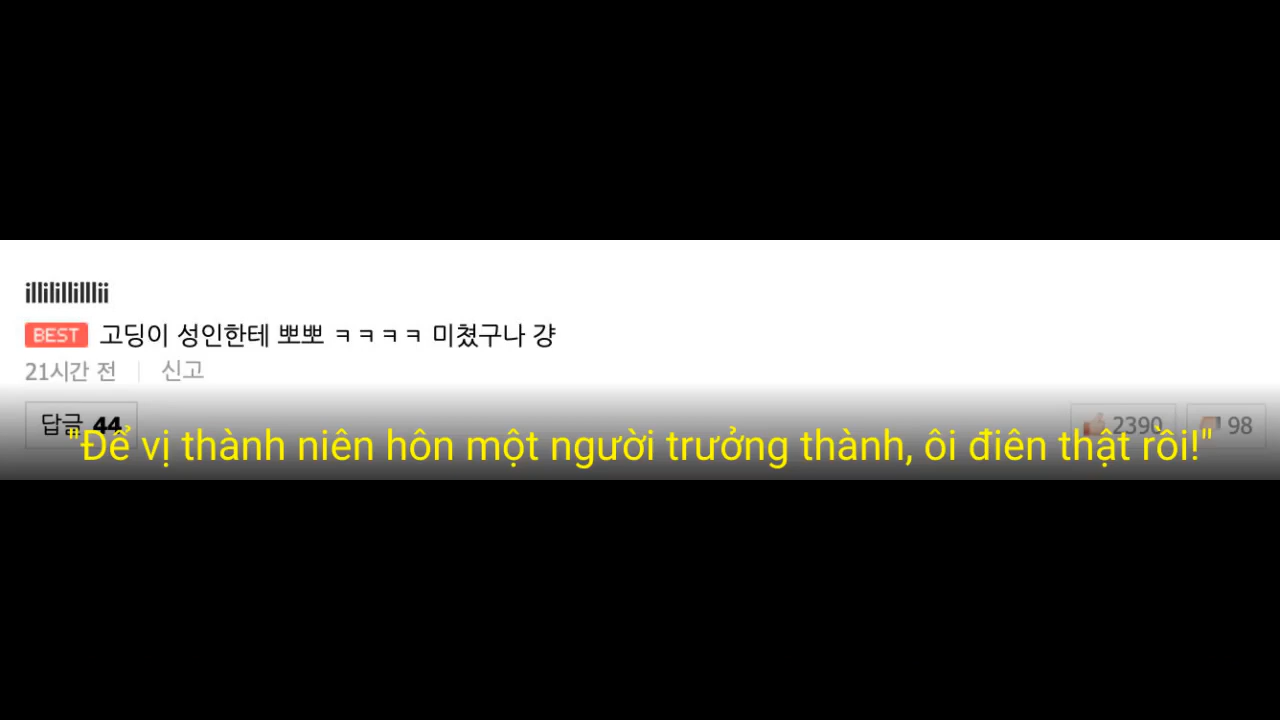 illilillilllii
BEST 고딩이 성인한테 뽀뽀 ㅋㅋㅋㅋ 미쳤구나 걍
21시간 전 신고
답글 44 2390 98
"Để vị thành niên hôn một người trưởng thành, ôi điên thật rồi!"